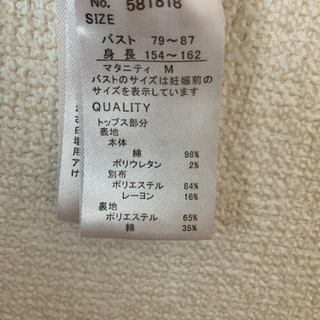 No. 581818
SIZE
バスト 79~87
身長 154~162
マタニティ M
バストのサイズは妊娠前の
サイズを表示しています
QUALITY
トップス部分
表地
本体
綿 98%
ポリウレタン 2%
別布
ポリエステル 84%
レーヨン 16%
裏地
ポリエステル 65%
綿 35%